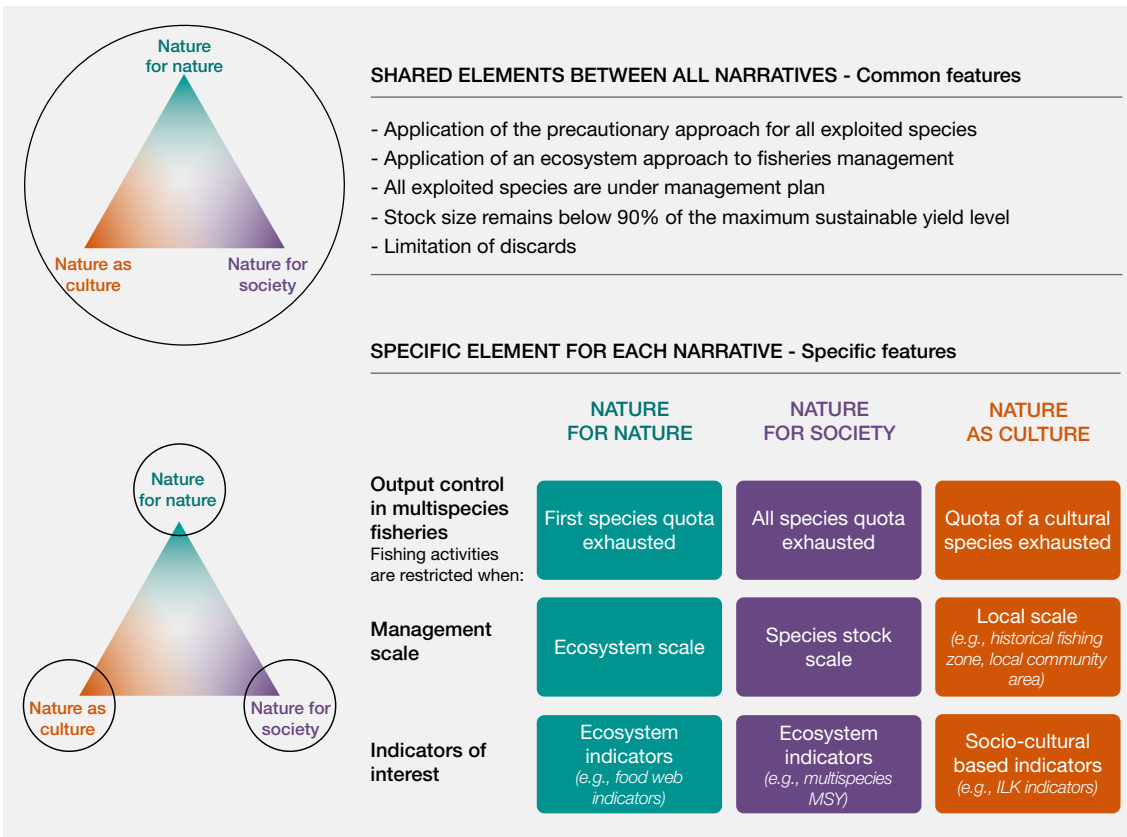 Nature
for nature
Nature as
culture
Nature for
society
SHARED ELEMENTS BETWEEN ALL NARRATIVES - Common features
- Application of the precautionary approach for all exploited species
- Application of an ecosystem approach to fisheries management
- All exploited species are under management plan
- Stock size remains below 90% of the maximum sustainable yield level
- Limitation of discards
SPECIFIC ELEMENT FOR EACH NARRATIVE - Specific features
Nature
for nature
Nature as
culture
Nature for
society
NATURE
FOR NATURE
NATURE
FOR SOCIETY
NATURE
AS CULTURE
Output control
in multispecies
fisheries
Fishing activities
are restricted when:
First species quota
exhausted
All species quota
exhausted
Quota of a cultural
species exhausted
Management
scale
Ecosystem scale
Species stock
scale
Local scale
(e.g., historical fishing
zone, local community
area)
Indicators of
interest
Ecosystem
indicators
(e.g., food web
indicators)
Ecosystem
indicators
(e.g., multispecies
MSY)
Socio-cultural
based indicators
(e.g., ILK indicators)